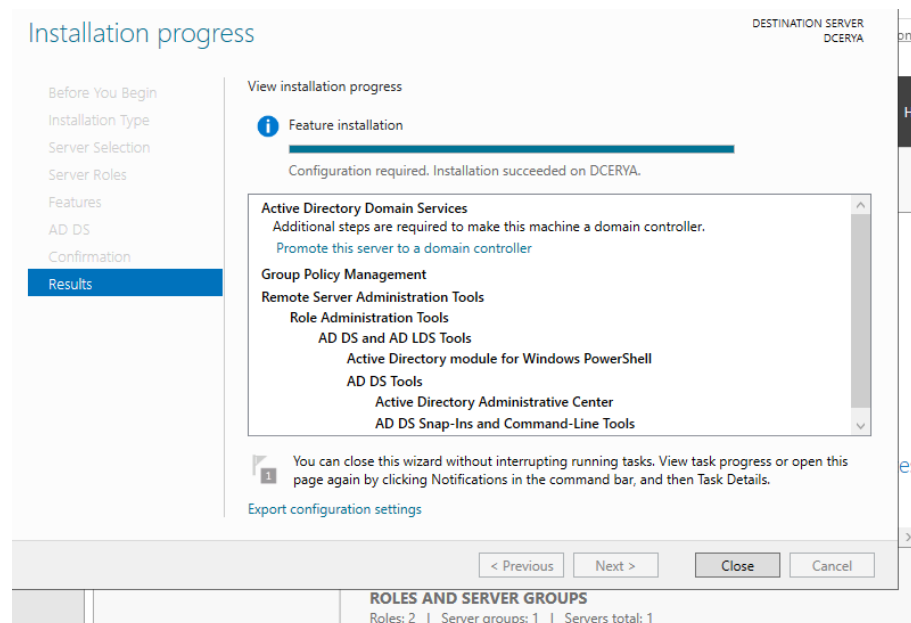 Installation progress
DESTINATION SERVER
DCERYA
Before You Begin
Installation Type
Server Selection
Server Roles
Features
AD DS
Confirmation
Results
View installation progress
Feature installation
Configuration required. Installation succeeded on DCERYA.
Active Directory Domain Services
Additional steps are required to make this machine a domain controller.
Promote this server to a domain controller
Group Policy Management
Remote Server Administration Tools
Role Administration Tools
AD DS and AD LDS Tools
Active Directory module for Windows PowerShell
AD DS Tools
Active Directory Administrative Center
AD DS Snap-Ins and Command-Line Tools
1
You can close this wizard without interrupting running tasks. View task progress or open this
page again by clicking Notifications in the command bar, and then Task Details.
Export configuration settings
< Previous
Next >
Close
Cancel
ROLES AND SERVER GROUPS
Roles: 2 | Server groups: 1 | Servers total: 1